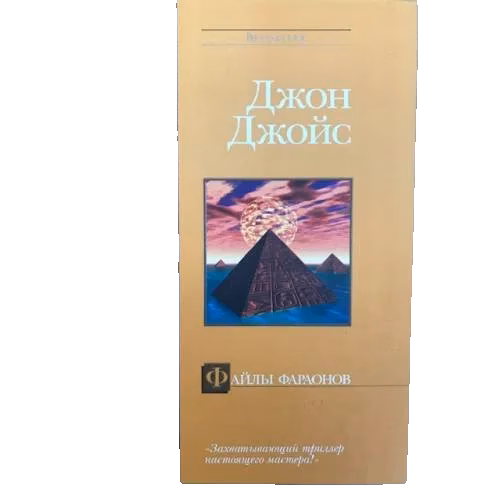 ДЖОН
ДЖОЙС
ФАЙЛЫ ФАРАОНОВ
«Захватывающий триллер
настоящего мастера!»